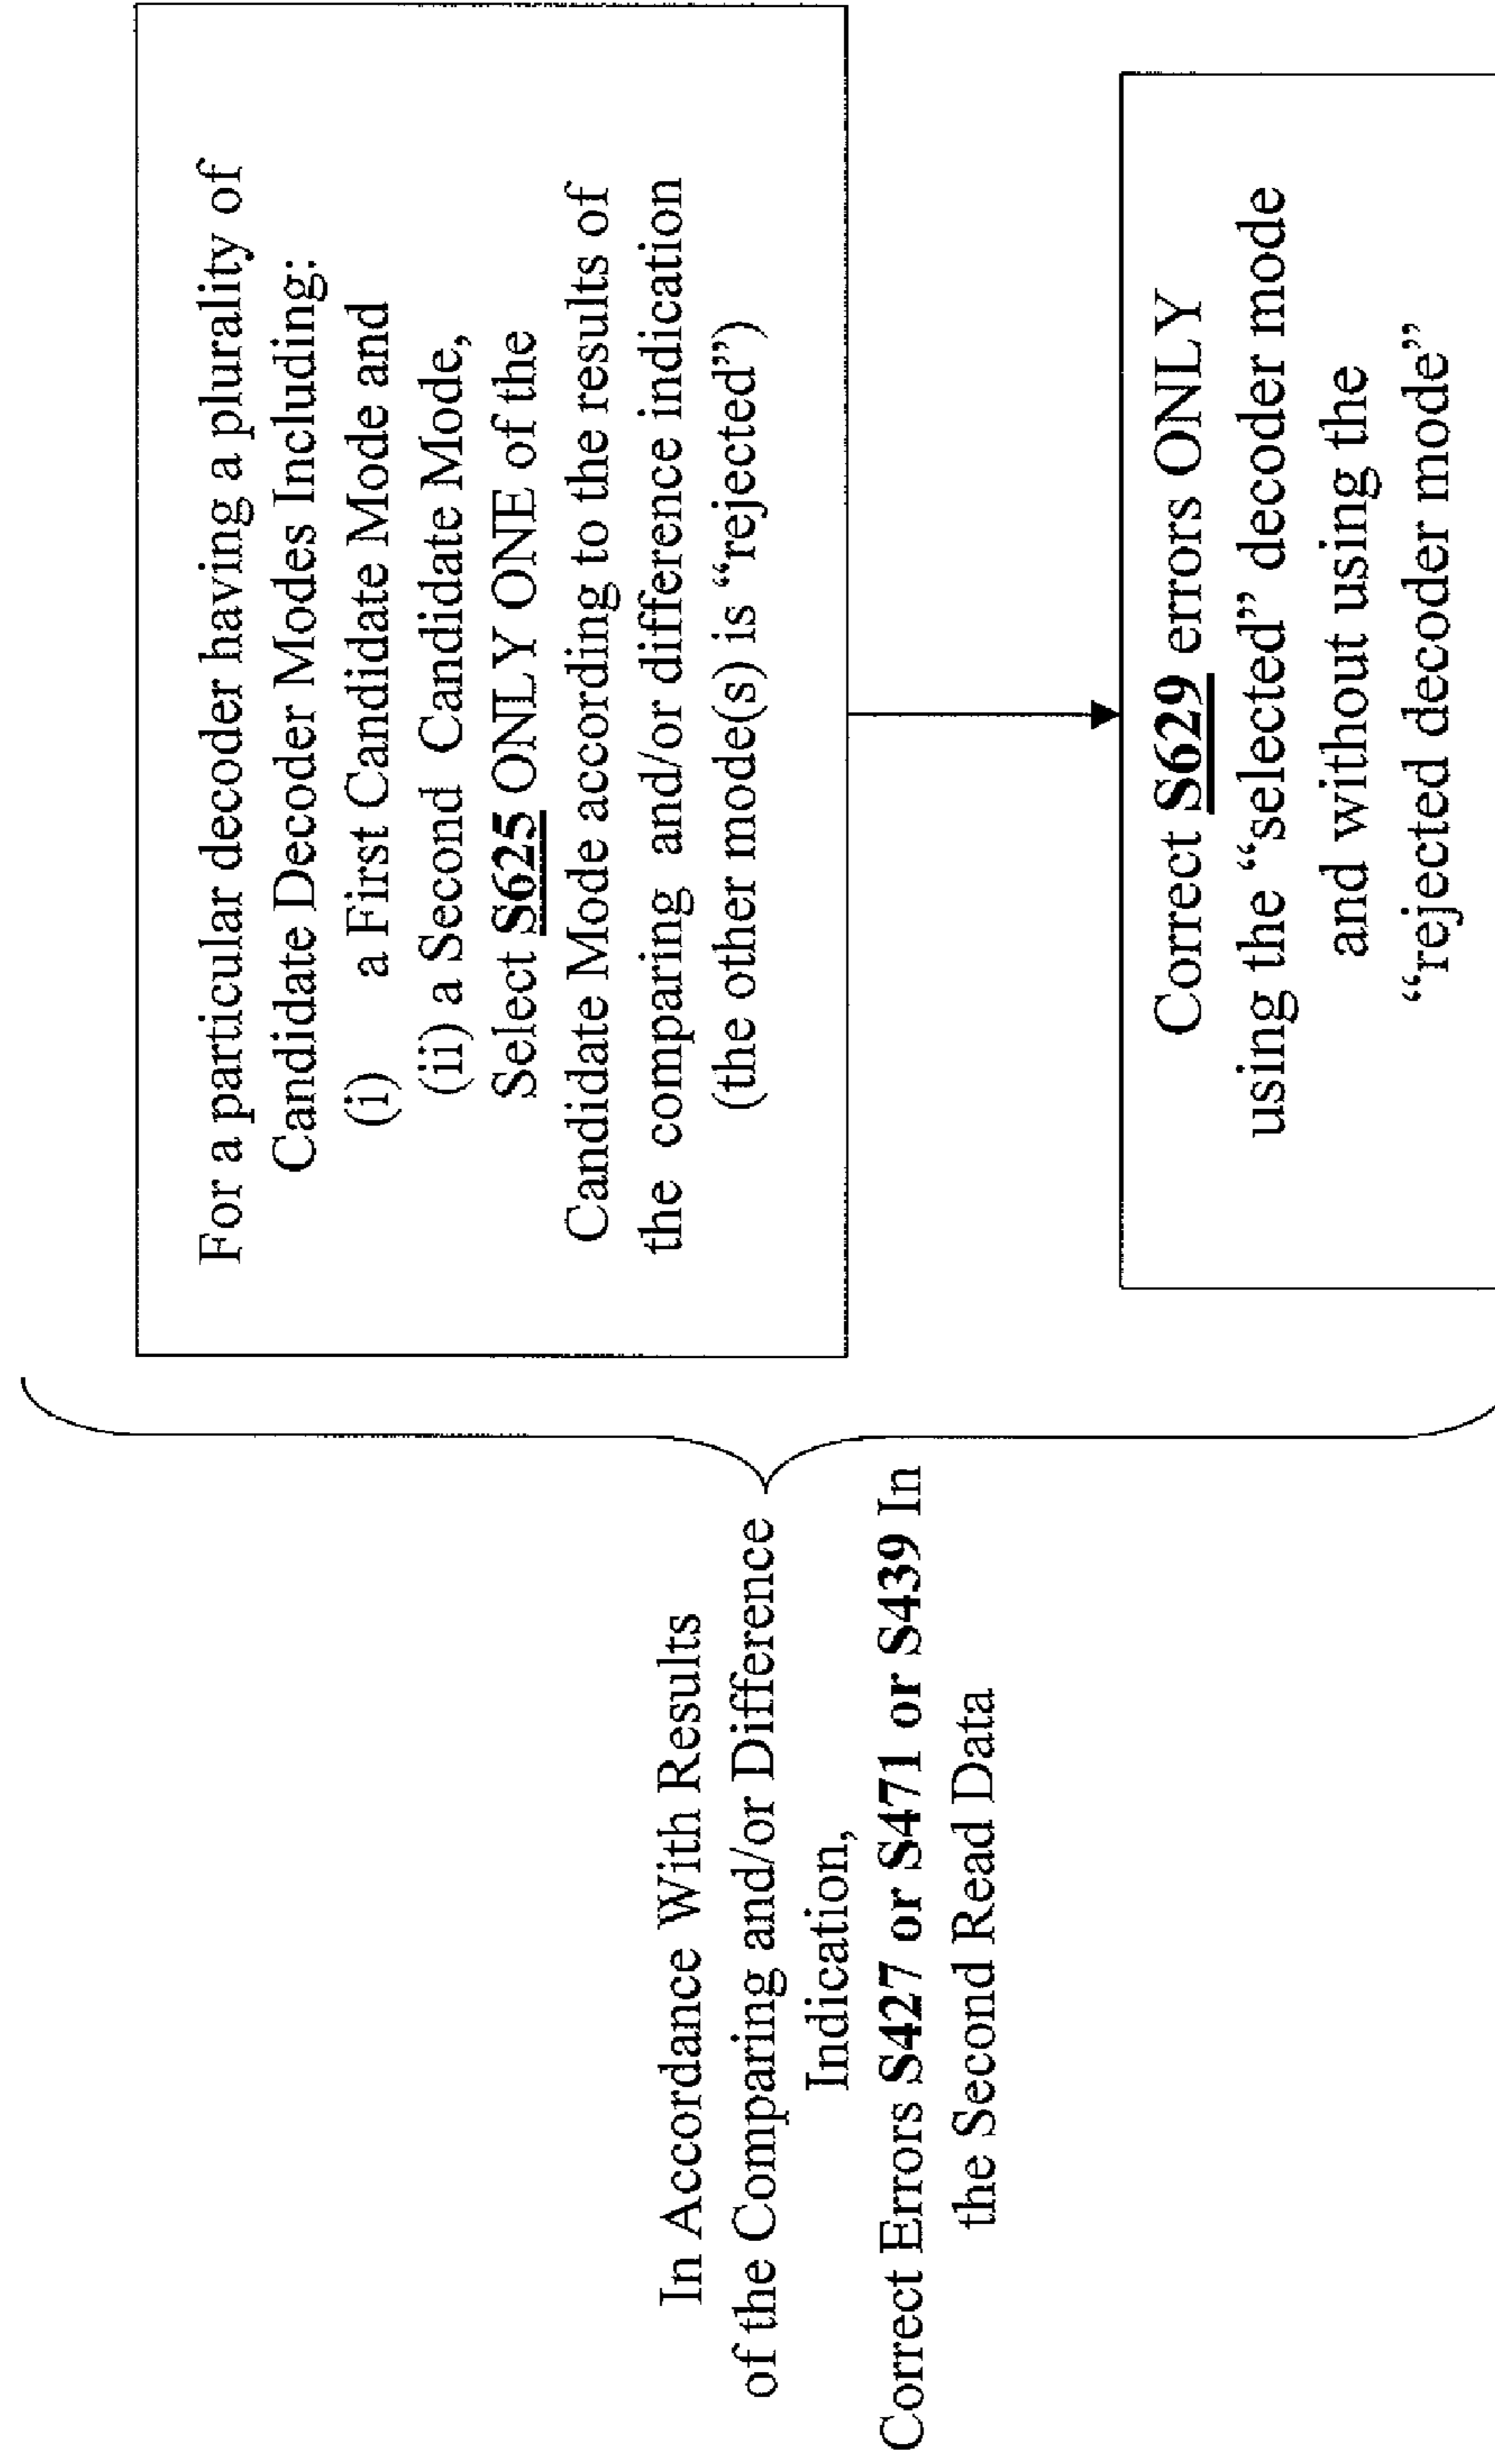 In Accordance With Results
of the Comparing and/or Difference
Indication,
Correct Errors S427 or S471 or S439 In
the Second Read Data
For a particular decoder having a plurality of
Candidate Decoder Modes Including:
(i) a First Candidate Mode and
(ii) a Second Candidate Mode,
Select S625 ONLY ONE of the
Candidate Mode according to the results of
the comparing and/or difference indication
(the other mode(s) is “rejected”)
Correct S629 errors ONLY
using the “selected” decoder mode
and without using the
“rejected decoder mode”